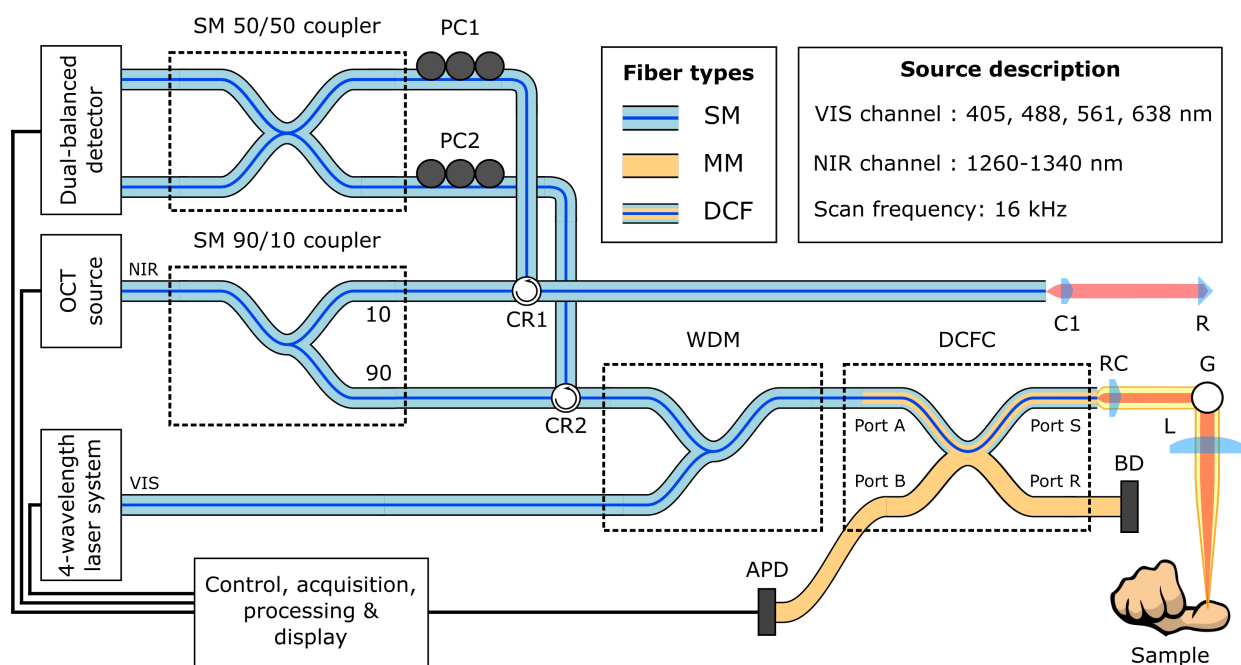 SM 50/50 coupler
PC1
Dual-balanced
detector
PC2
Fiber types
SM
MM
DCF
Source description
VIS channel : 405, 488, 561, 638 nm
NIR channel : 1260-1340 nm
Scan frequency: 16 kHz
SM 90/10 coupler
OCT
source
NIR
10
90
CR1
CR2
C1
R
WDM
DCFC
RC
G
Port A
Port S
L
Port B
Port R
BD
4-wavelength
laser system
VIS
APD
Control, acquisition,
processing &
display
Sample